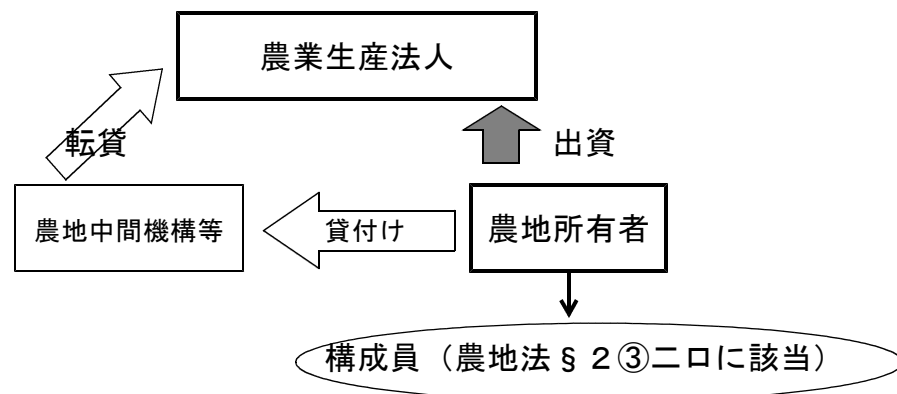 農業生産法人
転貸
出資
農地中間機構等
貸付け
農地所有者
構成員(農地法§2③二ロに該当)